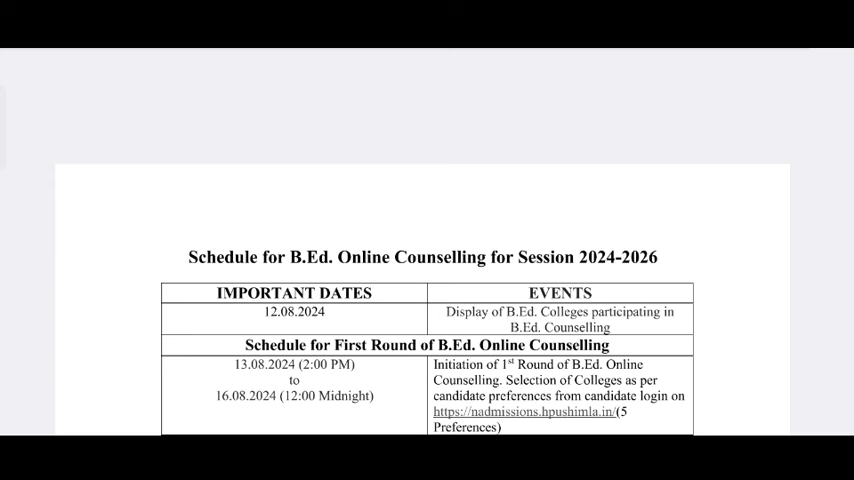 Schedule for B.Ed. Online Counselling for Session 2024-2026
IMPORTANT DATES EVENTS
12.08.2024 Display of B.Ed. Colleges participating in
B.Ed. Counselling
Schedule for First Round of B.Ed. Online Counselling
13.08.2024 (2:00 PM)
to
16.08.2024 (12:00 Midnight)
Initiation of 1st Round of B.Ed. Online
Counselling. Selection of Colleges as per
candidate preferences from candidate login on
https://nadmissions.hpushimla.in/(5
Preferences)